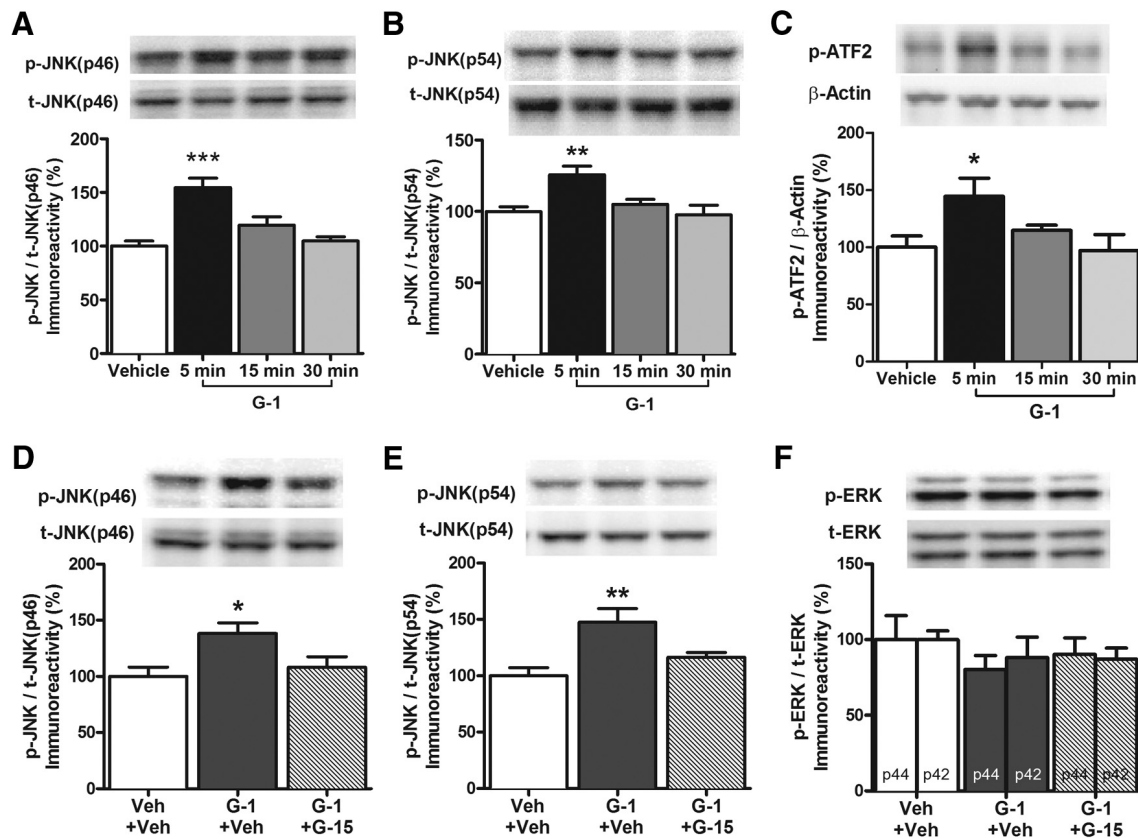 A
p-JNK(p46)
t-JNK(p46)
p-JNK / t-JNK(p46)
Immunoreactivity (%)
200
150
100
50
0
***
Vehicle 5 min 15 min 30 min
G-1
B
p-JNK(p54)
t-JNK(p54)
p-JNK / t-JNK(p54)
Immunoreactivity (%)
150
100
50
0
**
Vehicle 5 min 15 min 30 min
G-1
C
p-ATF2
β-Actin
p-ATF2 / β-Actin
Immunoreactivity (%)
200
150
100
50
0
*
Vehicle 5 min 15 min 30 min
G-1
D
p-JNK(p46)
t-JNK(p46)
p-JNK / t-JNK(p46)
Immunoreactivity (%)
200
150
100
50
0
*
Veh G-1 G-1
+Veh +Veh +G-15
E
p-JNK(p54)
t-JNK(p54)
p-JNK / t-JNK(p54)
Immunoreactivity (%)
200
150
100
50
0
**
Veh G-1 G-1
+Veh +Veh +G-15
F
p-ERK
t-ERK
p-ERK / t-ERK
Immunoreactivity (%)
150
100
50
0
p44 p42 p44 p42 p44 p42
Veh G-1 G-1
+Veh +Veh +G-15